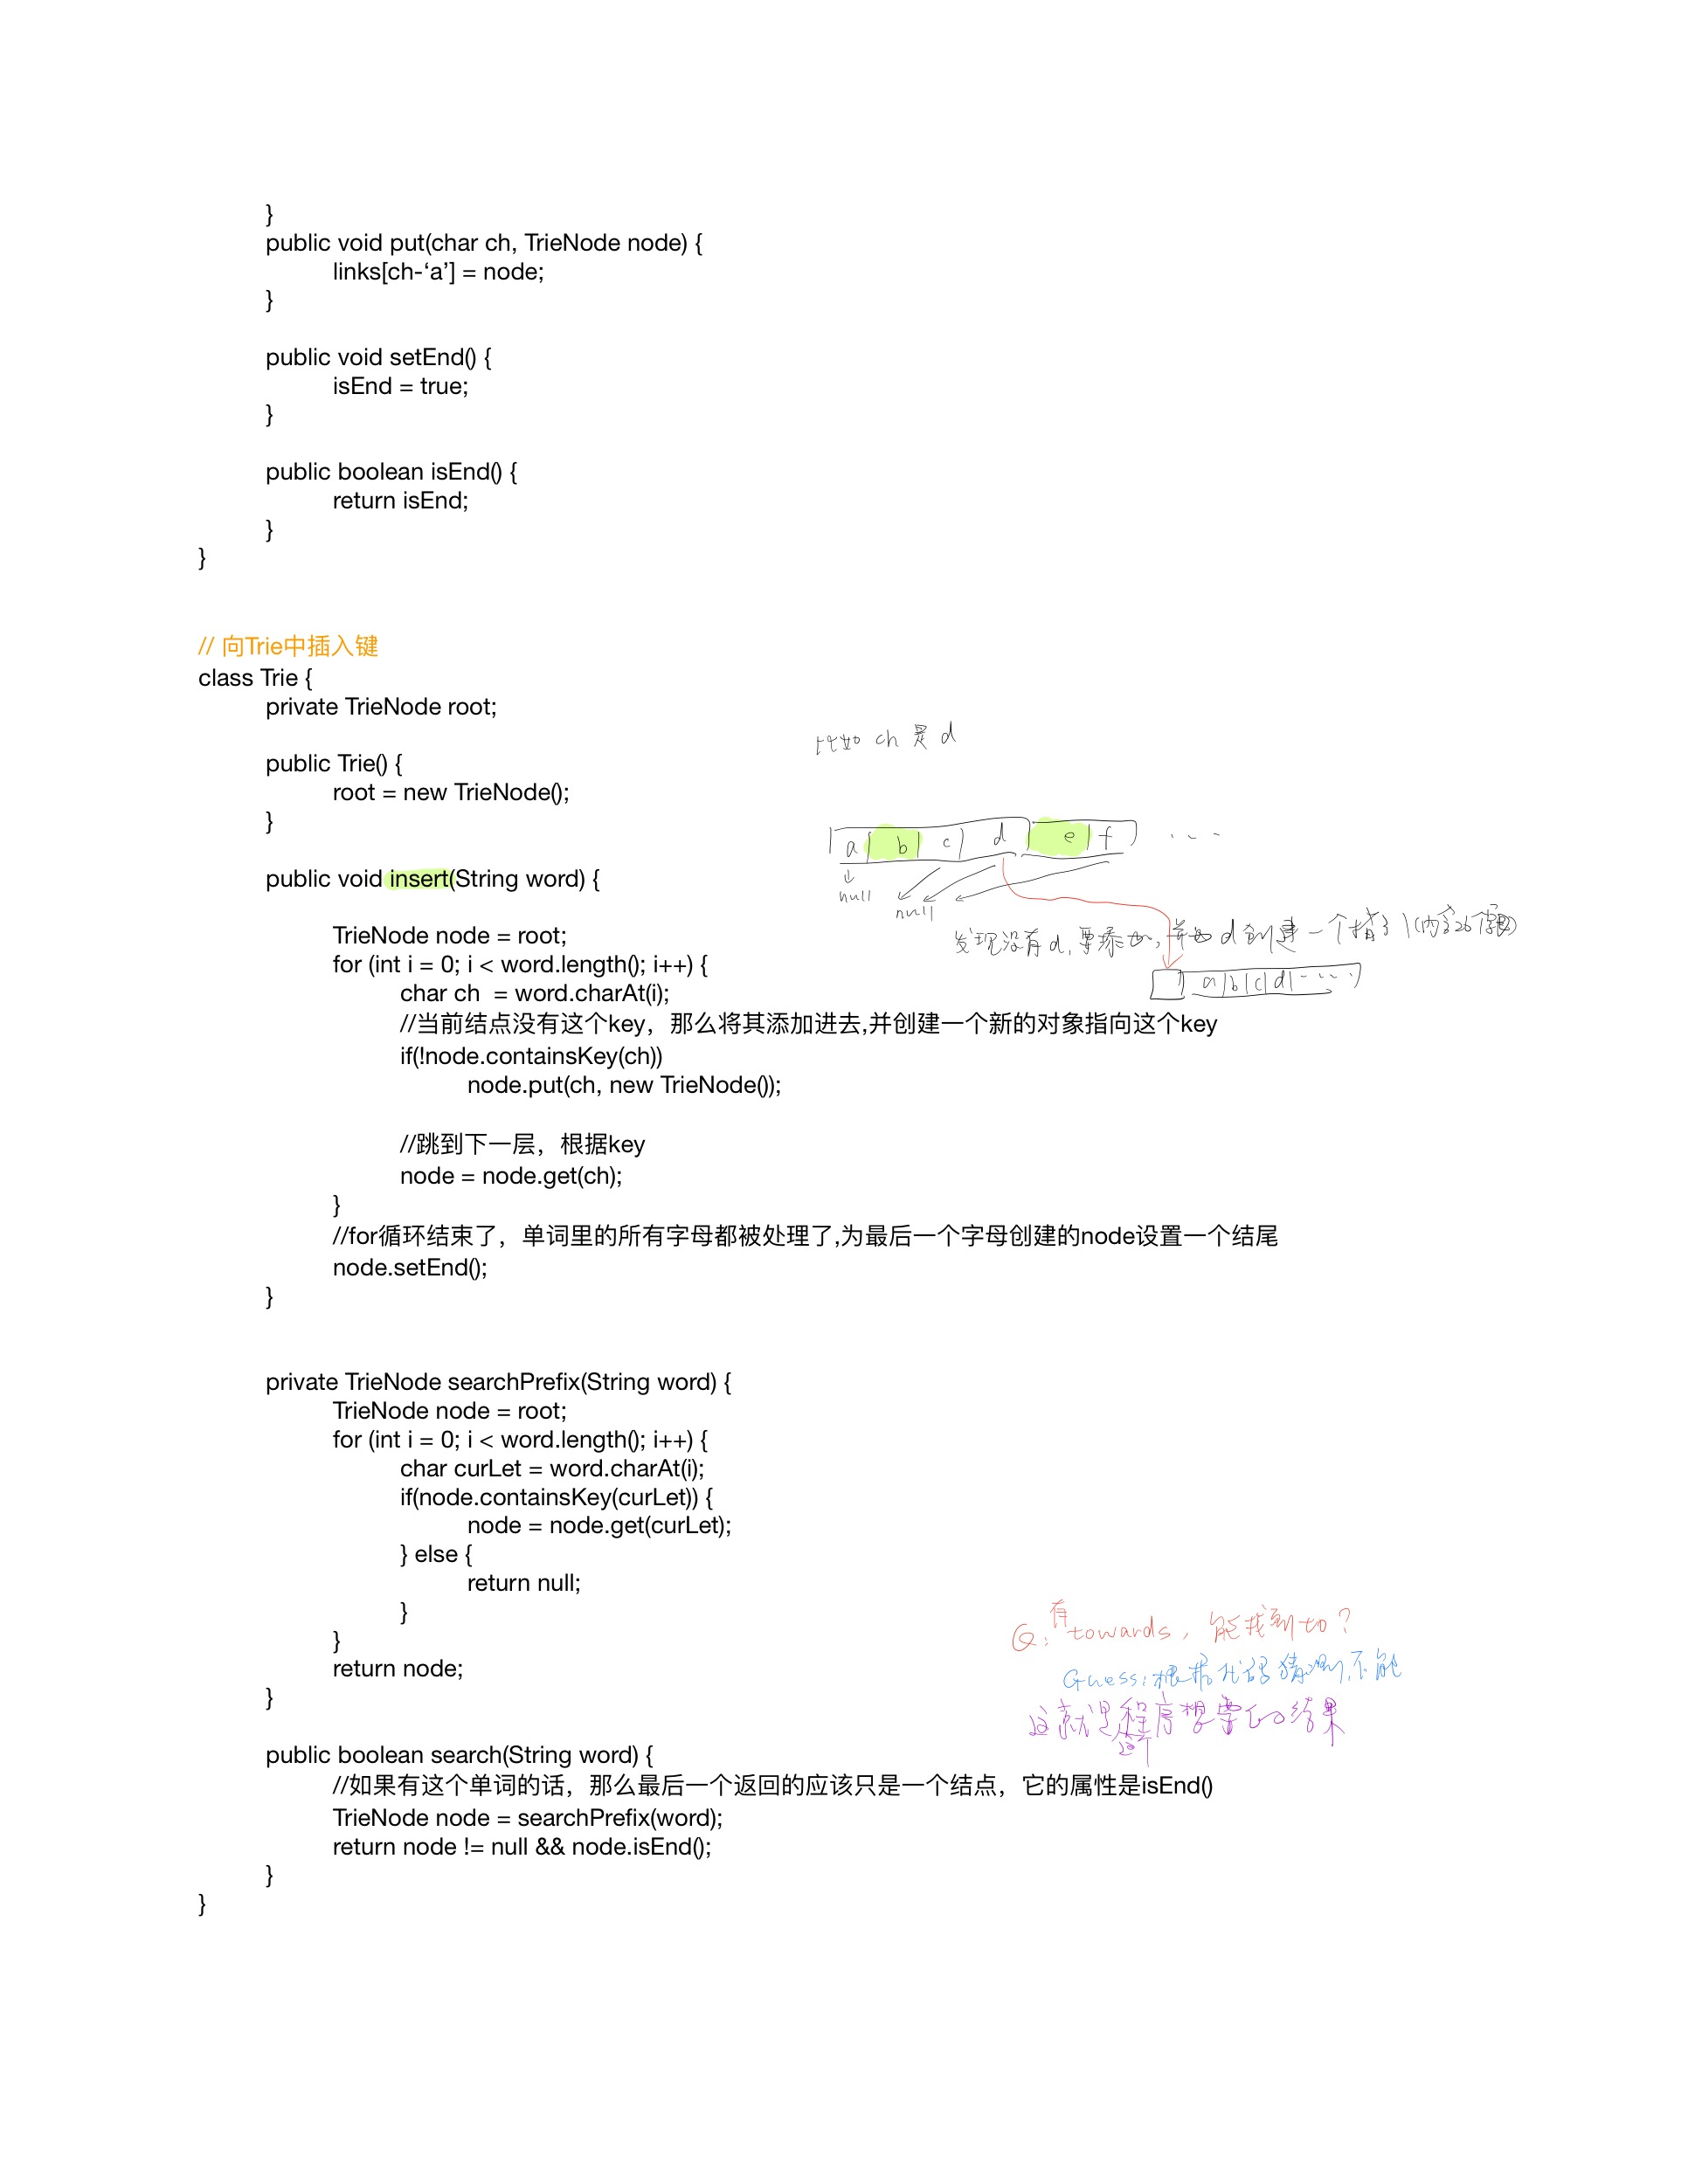 }
public void put(char ch, TrieNode node) {
links[ch-‘a’] = node;
}
public void setEnd() {
isEnd = true;
}
public boolean isEnd() {
return isEnd;
}
}
// 向Trie中插入键
class Trie {
private TrieNode root;
比如 ch 是 d
public Trie() {
root = new TrieNode();
}
a b c d e f ....
null
null
public void insert(String word) {
发现没有d,要添加, 并为d创建一个 (内含26个字母)
TrieNode node = root;
for (int i = 0; i < word.length(); i++) {
a b c d ....
char ch  = word.charAt(i);
//当前结点没有这个key，那么将其添加进去,并创建一个新的对象指向这个key
if(!node.containsKey(ch))
node.put(ch, new TrieNode());
//跳到下一层，根据key
node = node.get(ch);
}
//for循环结束了，单词里的所有字母都被处理了,为最后一个字母创建的node设置一个结尾
node.setEnd();
}
private TrieNode searchPrefix(String word) {
TrieNode node = root;
for (int i = 0; i < word.length(); i++) {
char curLet = word.charAt(i);
if(node.containsKey(curLet)) {
node = node.get(curLet);
} else {
return null;
}
}
return node;
}
Q: 有towards, 能找到to?
Guess: 根据代码猜测,不能
这就是这个程序想要的结果
public boolean search(String word) {
//如果有这个单词的话，那么最后一个返回的应该只是一个结点，它的属性是isEnd()
TrieNode node = searchPrefix(word);
return node != null && node.isEnd();
}
}